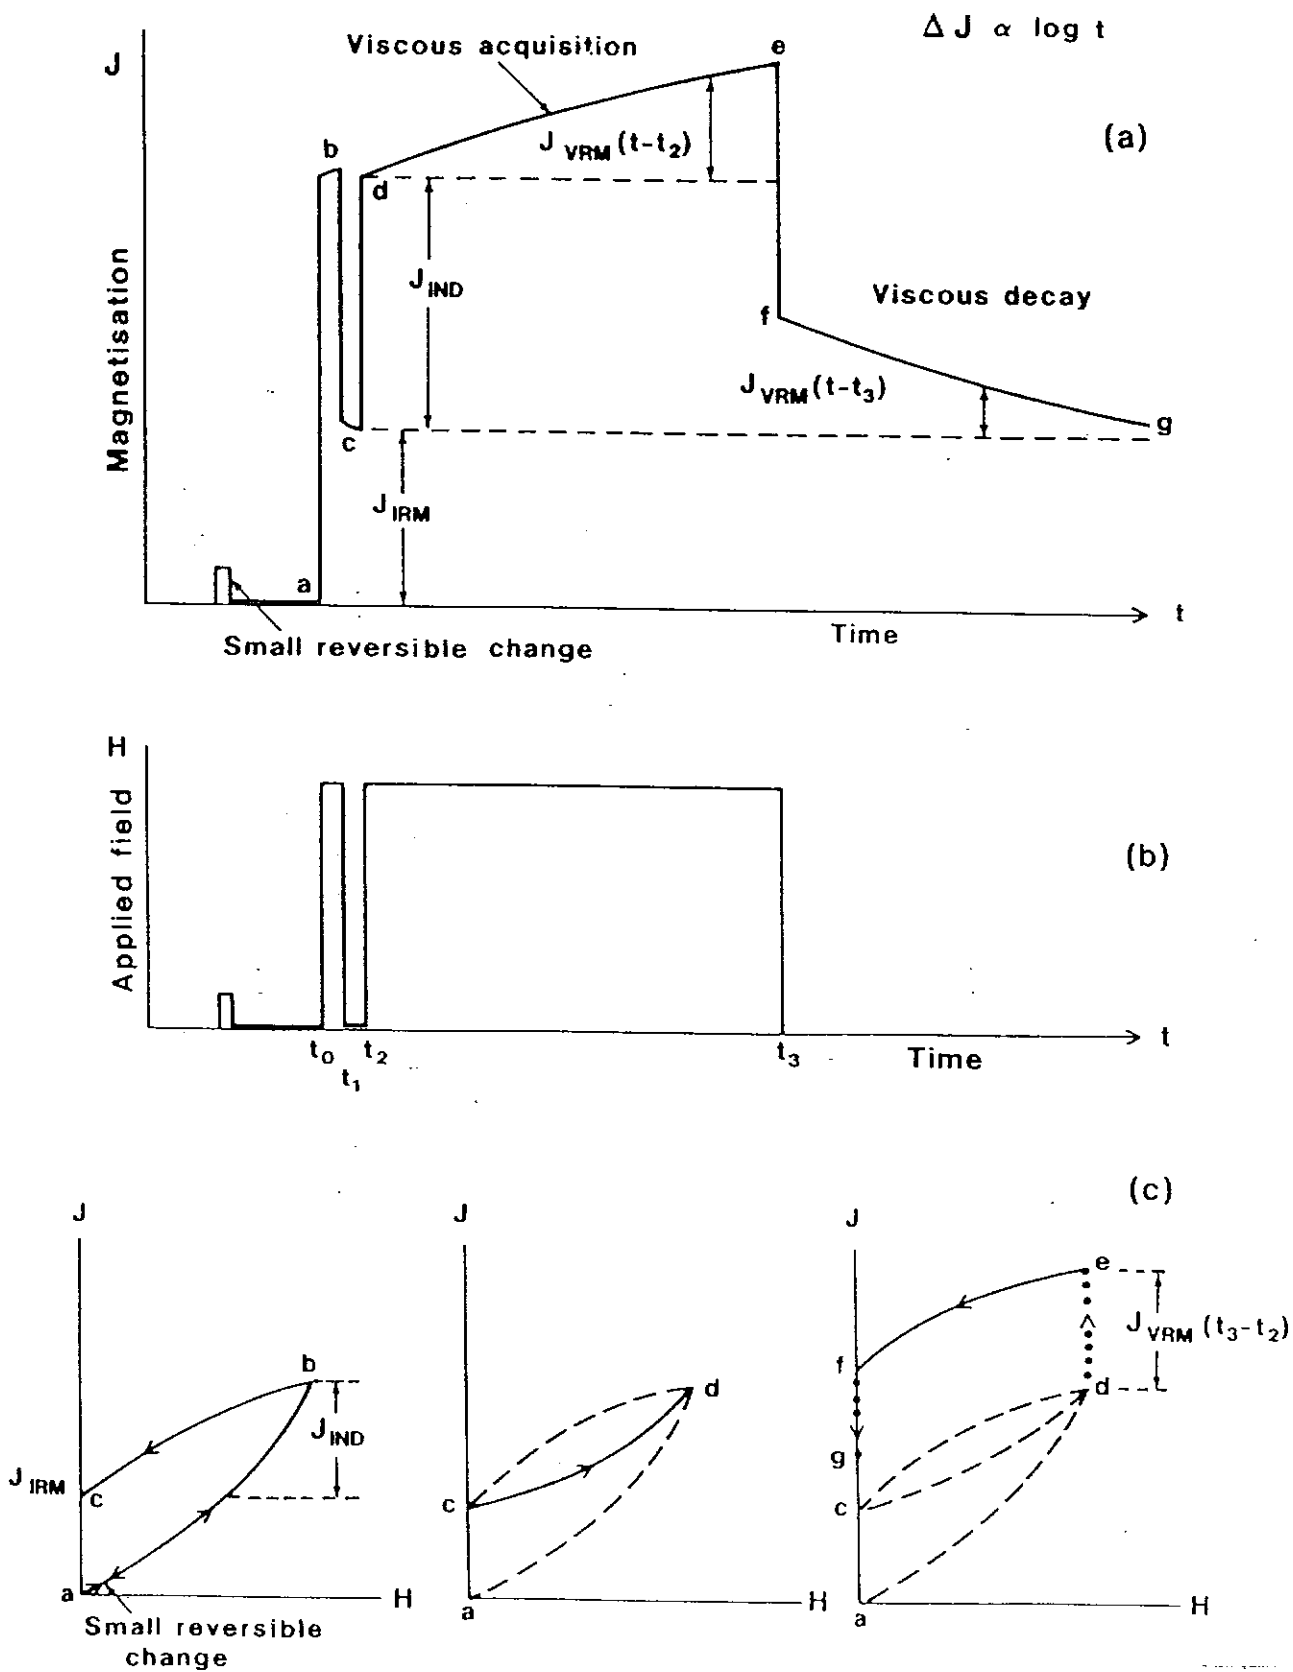 Δ J α log t
J
Viscous acquisition
e
(a)
b
J VRM (t-t2)
d
Magnetisation
J IND
Viscous decay
f
J VRM (t-t3)
g
c
J IRM
a
t
Time
Small reversible change
H
Applied field
(b)
t
t0
t1
t2
t3
Time
(c)
J
b
J IND
J IRM
c
a
H
Small reversible
change
J
d
c
a
H
J
e
J VRM (t3-t2)
f
d
g
c
a
H